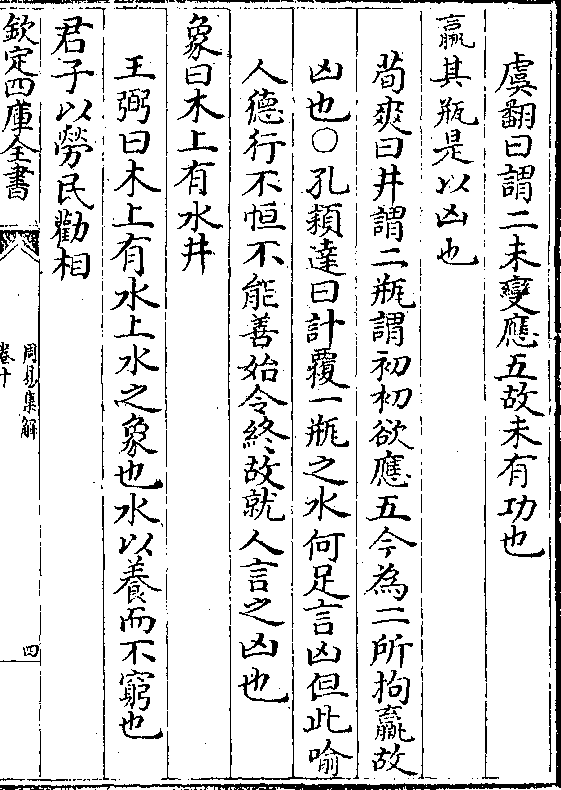 虞翻曰謂二未變應五故未有功也
羸其瓶是以凶也
荀爽曰井謂二瓶謂初初欲應五今為二所拘羸故
凶也○孔穎達曰計覆一瓶之水何足言凶但此喻
人德行不恒不能善始令終故就人言之凶也
象曰木上有水井
王弼曰木上有水上水之象也水以養而不窮也
君子以勞民勸相
欽定四庫全書
周易集解
卷十
四